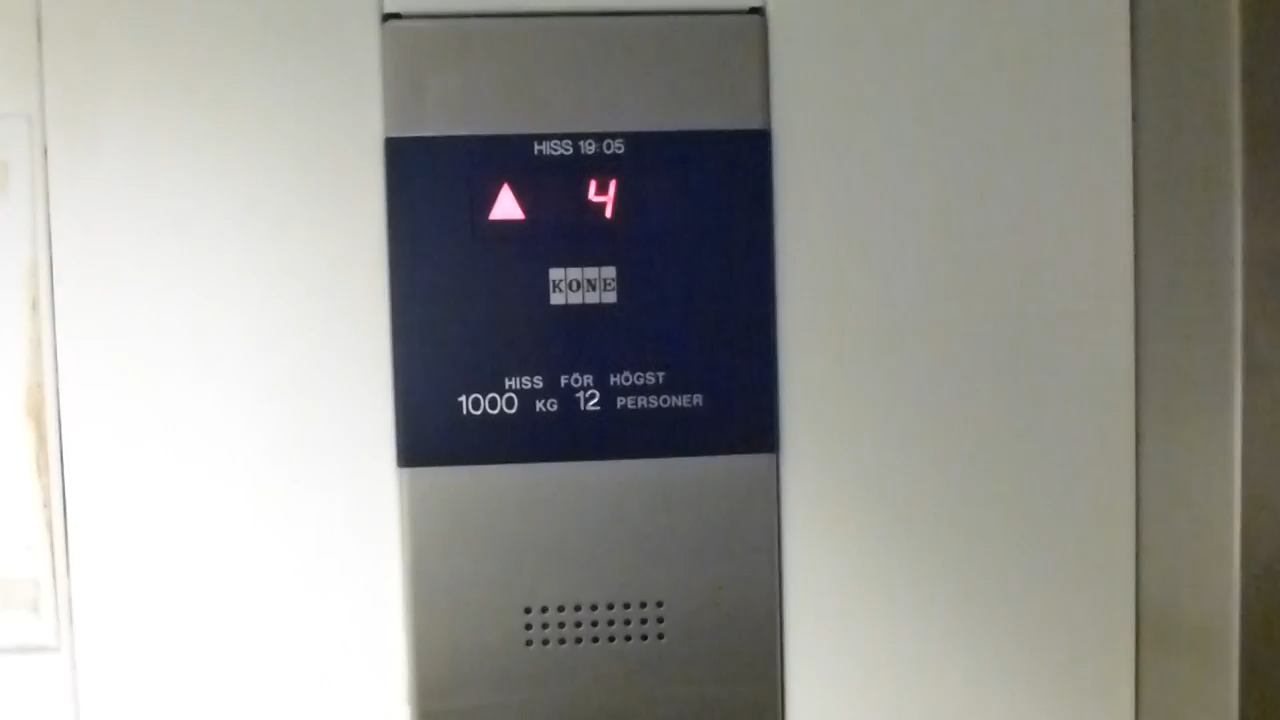 HISS 19:05
▲ 4
KONE
HISS FÖR HÖGST
1000 KG 12 PERSONER